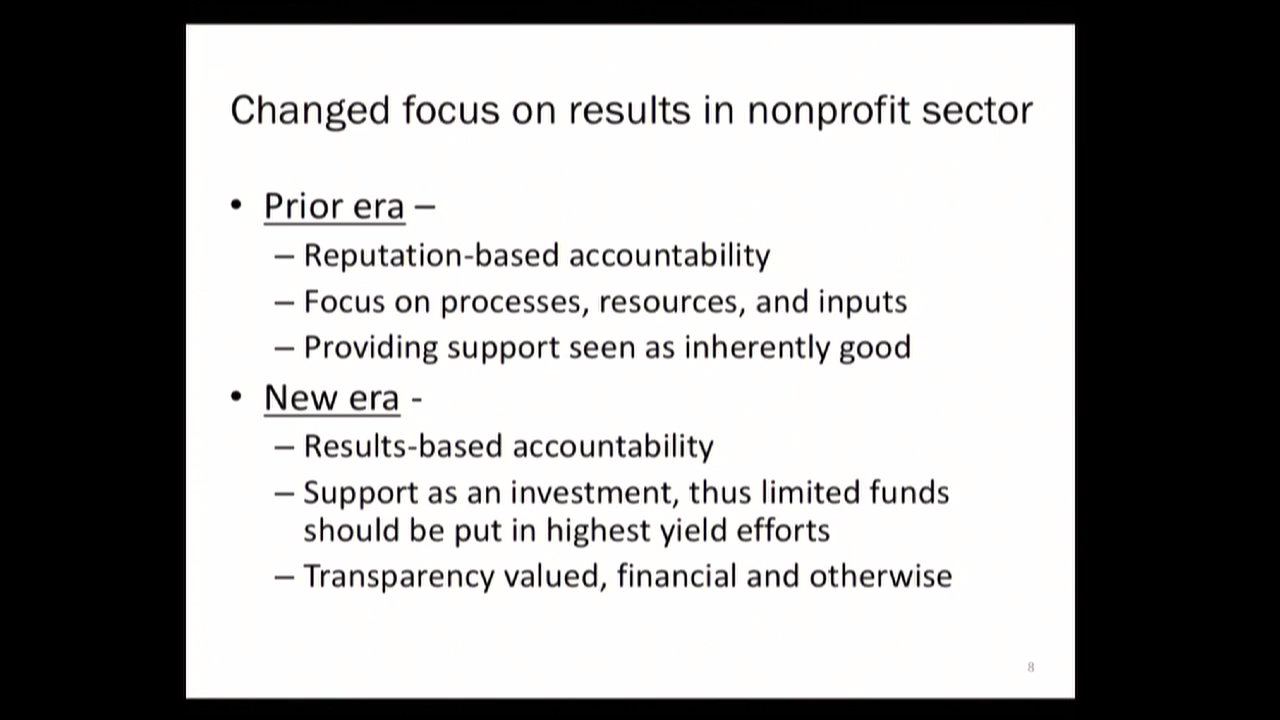 Changed focus on results in nonprofit sector
• Prior era –
– Reputation-based accountability
– Focus on processes, resources, and inputs
– Providing support seen as inherently good
• New era -
– Results-based accountability
– Support as an investment, thus limited funds
should be put in highest yield efforts
– Transparency valued, financial and otherwise
8